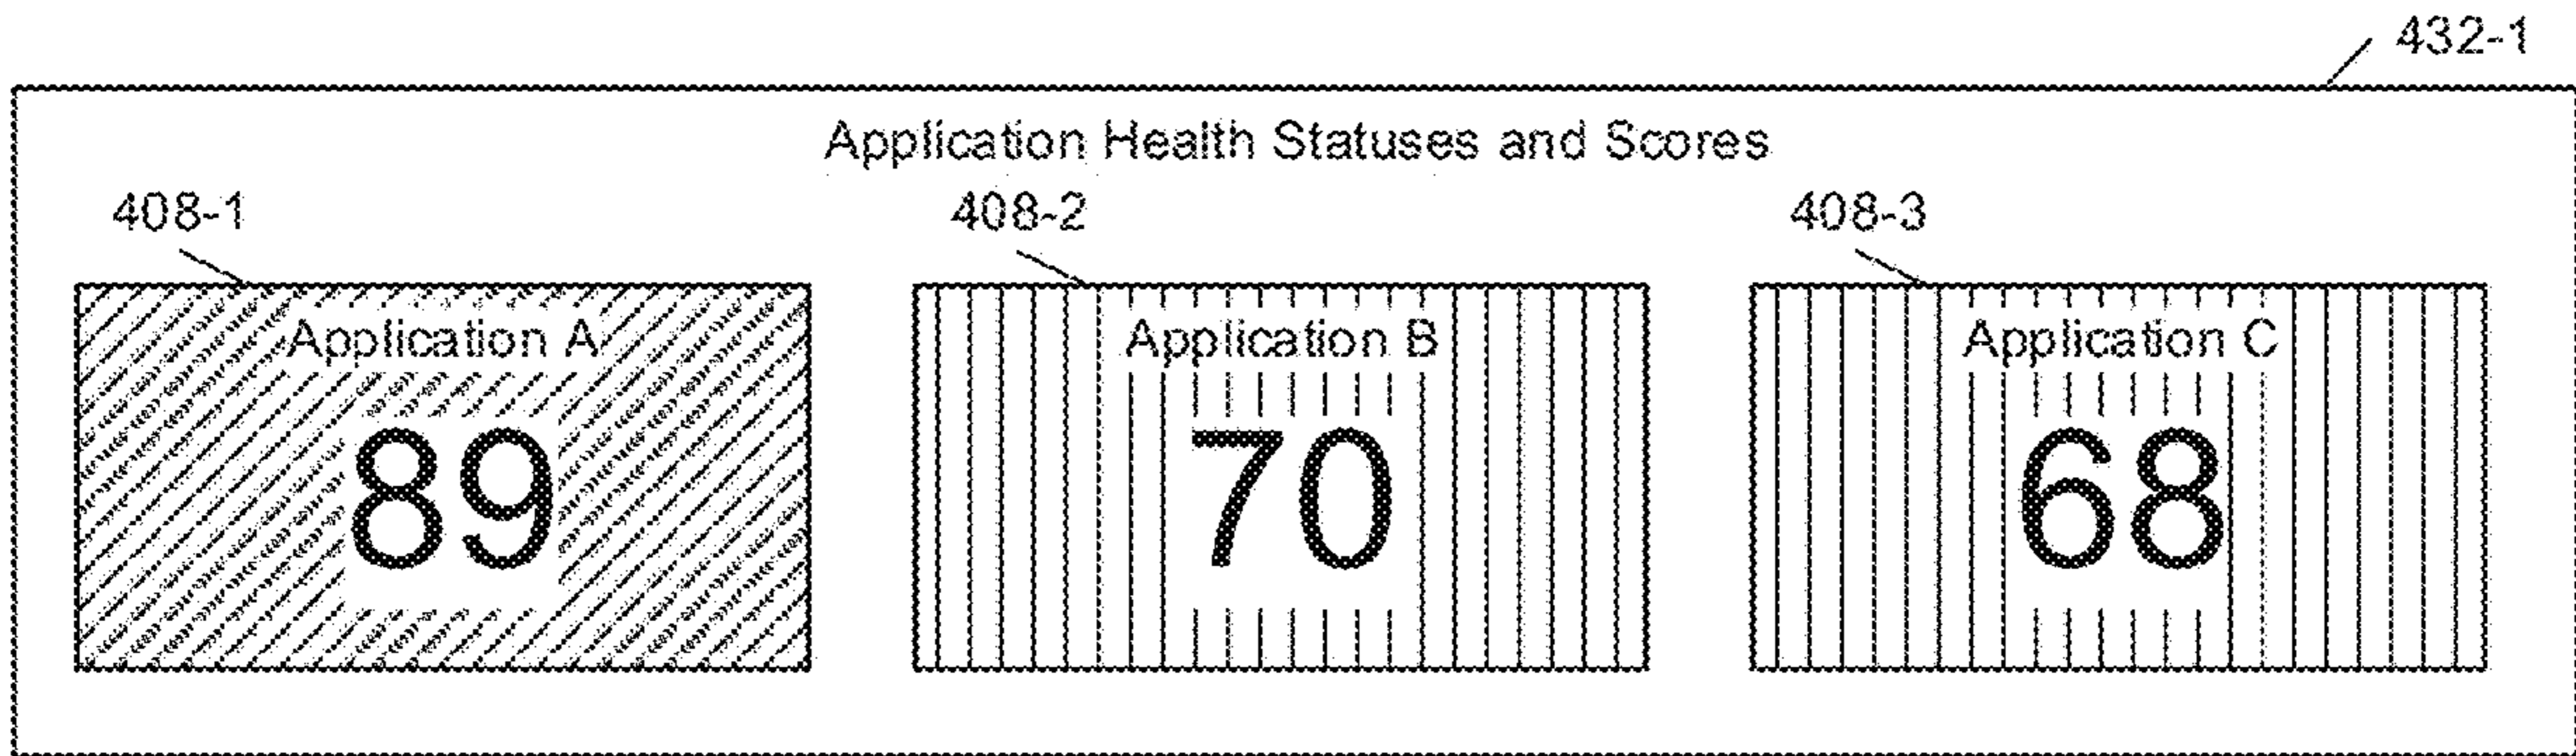 432-1
Application Health Statuses and Scores
408-1 408-2 408-3
Application A Application B Application C
89 70 68